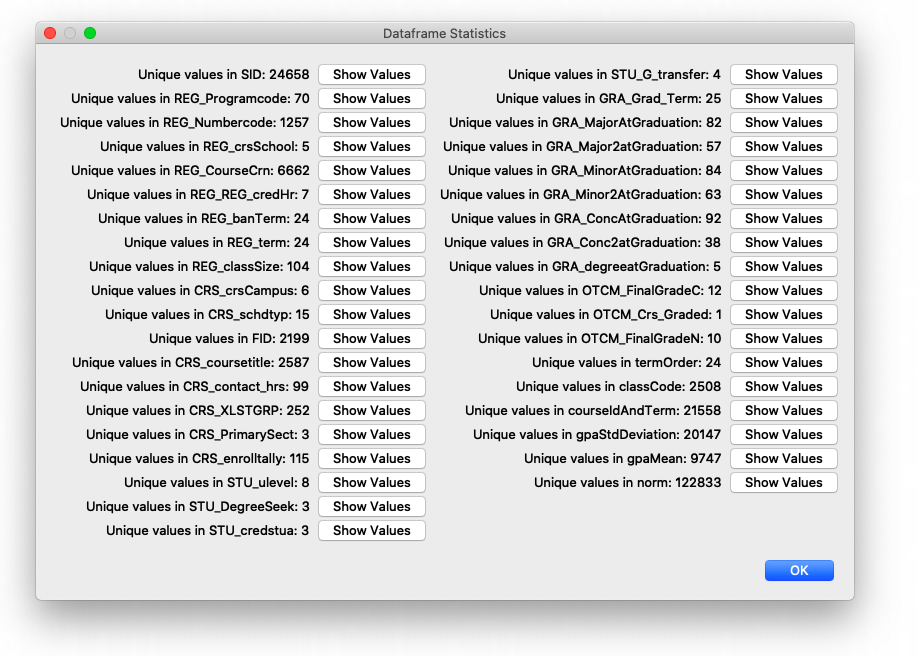 Dataframe Statistics
Unique values in SID: 24658 Show Values
Unique values in REG_Programcode: 70 Show Values
Unique values in REG_Numbercode: 1257 Show Values
Unique values in REG_crsSchool: 5 Show Values
Unique values in REG_CourseCrn: 6662 Show Values
Unique values in REG_REG_credHr: 7 Show Values
Unique values in REG_banTerm: 24 Show Values
Unique values in REG_term: 24 Show Values
Unique values in REG_classSize: 104 Show Values
Unique values in CRS_crsCampus: 6 Show Values
Unique values in CRS_schdtyp: 15 Show Values
Unique values in FID: 2199 Show Values
Unique values in CRS_coursetitle: 2587 Show Values
Unique values in CRS_contact_hrs: 99 Show Values
Unique values in CRS_XLSTGRP: 252 Show Values
Unique values in CRS_PrimarySect: 3 Show Values
Unique values in CRS_enrolltally: 115 Show Values
Unique values in STU_ulevel: 8 Show Values
Unique values in STU_DegreeSeek: 3 Show Values
Unique values in STU_credstua: 3 Show Values
Unique values in STU_G_transfer: 4 Show Values
Unique values in GRA_Grad_Term: 25 Show Values
Unique values in GRA_MajorAtGraduation: 82 Show Values
Unique values in GRA_Major2atGraduation: 57 Show Values
Unique values in GRA_MinorAtGraduation: 84 Show Values
Unique values in GRA_Minor2AtGraduation: 63 Show Values
Unique values in GRA_ConcAtGraduation: 92 Show Values
Unique values in GRA_Conc2atGraduation: 38 Show Values
Unique values in GRA_degreeatGraduation: 5 Show Values
Unique values in OTCM_FinalGradeC: 12 Show Values
Unique values in OTCM_Crs_Graded: 1 Show Values
Unique values in OTCM_FinalGradeN: 10 Show Values
Unique values in termOrder: 24 Show Values
Unique values in classCode: 2508 Show Values
Unique values in courseIdAndTerm: 21558 Show Values
Unique values in gpaStdDeviation: 20147 Show Values
Unique values in gpaMean: 9747 Show Values
Unique values in norm: 122833 Show Values
OK